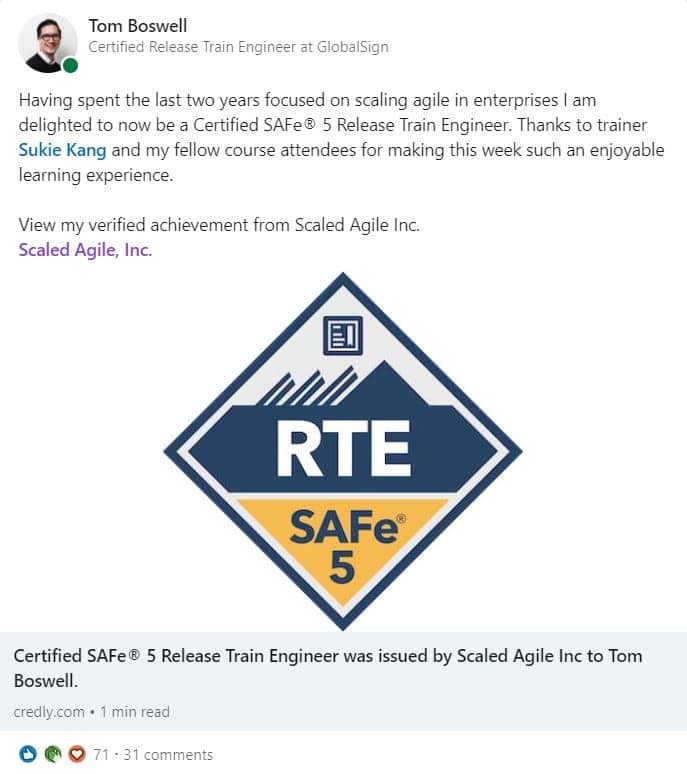 Tom Boswell
Certified Release Train Engineer at GlobalSign
Having spent the last two years focused on scaling agile in enterprises I am
delighted to now be a Certified SAFe® 5 Release Train Engineer. Thanks to trainer
Sukie Kang and my fellow course attendees for making this week such an enjoyable
learning experience.
View my verified achievement from Scaled Agile Inc.
Scaled Agile, Inc.
RTE
SAFe®
5
Certified SAFe® 5 Release Train Engineer was issued by Scaled Agile Inc to Tom
Boswell.
credly.com • 1 min read
71 · 31 comments